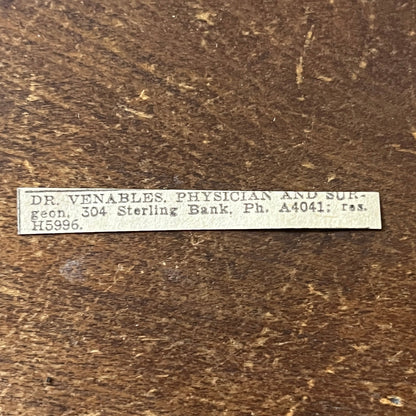 DR. VENABLES, PHYSICIAN AND SUR-
geon, 304 Sterling Bank. Ph. A4041; res.
H5996.